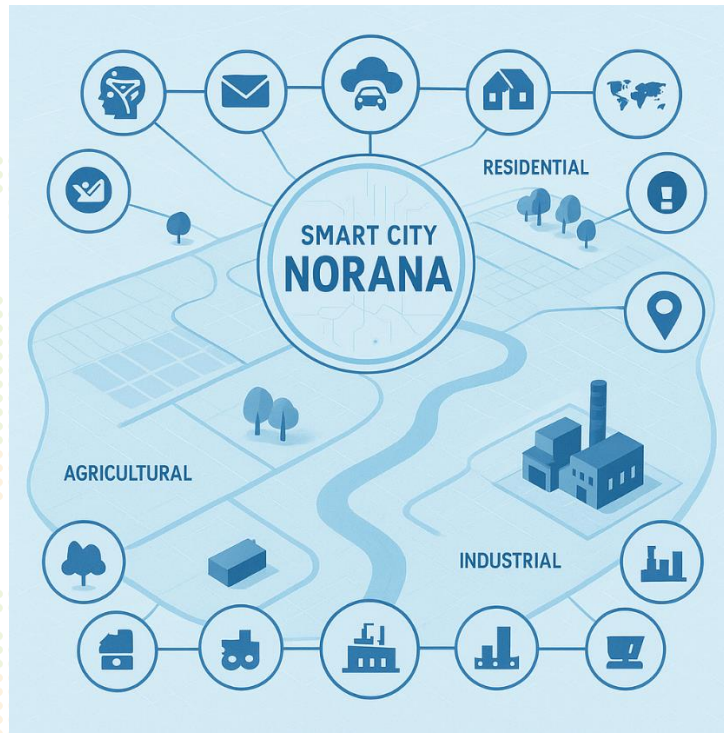 RESIDENTIAL
SMART CITY
NORANA
AGRICULTURAL
INDUSTRIAL